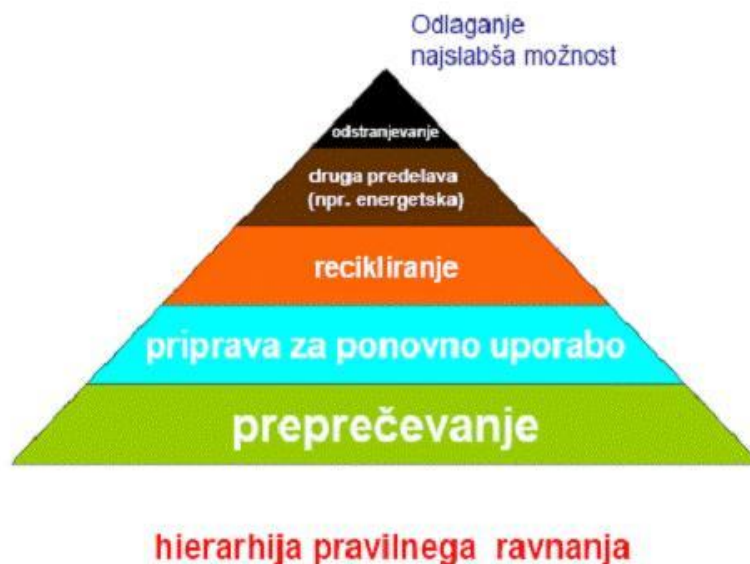 Odlaganje
najslabša možnost
odstranjevanje
druga predelava
(npr. energetska)
recikliranje
priprava za ponovno uporabo
preprečevanje
hierarhija pravilnega ravnanja